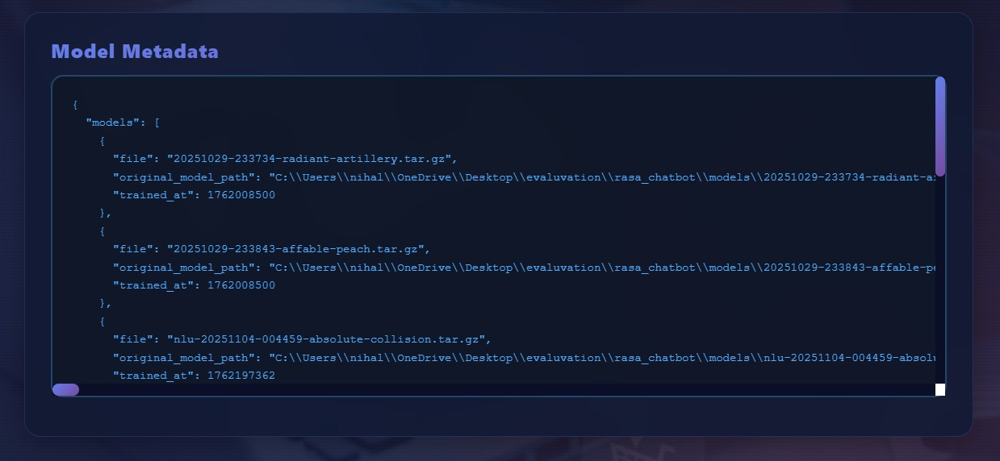 Model Metadata
{
"models": [
{
"file": "20251029-233734-radiant-artillery.tar.gz",
"original_model_path": "C:\\Users\\nihal\\OneDrive\\Desktop\\evaluvation\\rasa_chatbot\\models\\20251029-233734-radiant-a
"trained_at": 1762008500
},
{
"file": "20251029-233843-affable-peach.tar.gz",
"original_model_path": "C:\\Users\\nihal\\OneDrive\\Desktop\\evaluvation\\rasa_chatbot\\models\\20251029-233843-affable-pe
"trained_at": 1762008500
},
{
"file": "nlu-20251104-004459-absolute-collision.tar.gz",
"original_model_path": "C:\\Users\\nihal\\OneDrive\\Desktop\\evaluvation\\rasa_chatbot\\models\\nlu-20251104-004459-absolu
"trained_at": 1762197362